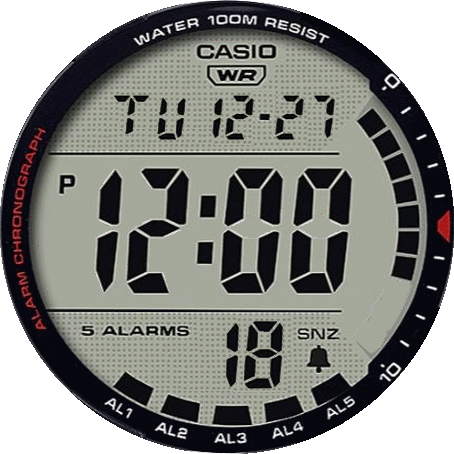 WATER 100M RESIST
CASIO
WR
TU 12-27
ALARM CHRONOGRAPH
P 12:00
5 ALARMS 18 SNZ
-0
10
AL1 AL2 AL3 AL4 AL5